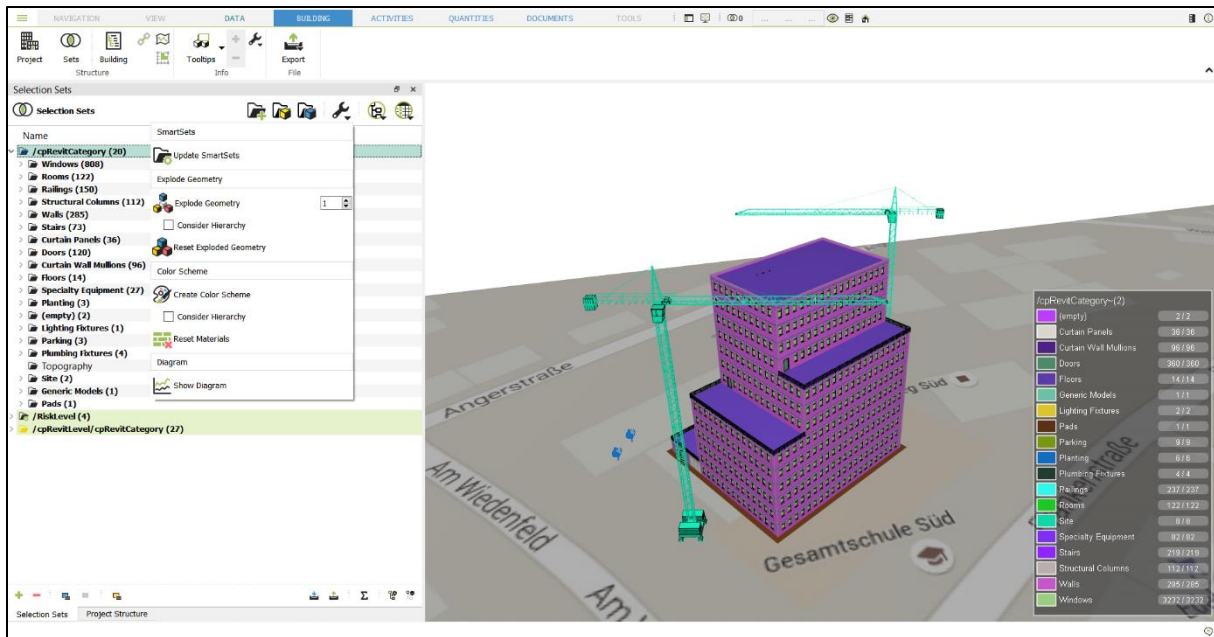 NAVIGATION VIEW DATA BUILDING ACTIVITIES QUANTITIES DOCUMENTS TOOLS 0 ... ... ...
Project Sets Building Tooltips Export
Structure Info File
Selection Sets
Selection Sets
Name
/cpRevitCategory (20)
Windows (808)
Rooms (122)
Railings (150)
Structural Columns (112)
Walls (285)
Stairs (73)
Curtain Panels (36)
Doors (120)
Curtain Wall Mullions (96)
Floors (14)
Specialty Equipment (27)
Planting (3)
(empty) (2)
Lighting Fixtures (1)
Parking (3)
Plumbing Fixtures (4)
Topography
Site (2)
Generic Models (1)
Pads (1)
/RiskLevel (4)
/cpRevitLevel/cpRevitCategory (27)
SmartSets
Update SmartSets
Explode Geometry
Explode Geometry 1
Consider Hierarchy
Reset Exploded Geometry
Color Scheme
Create Color Scheme
Consider Hierarchy
Reset Materials
Diagram
Show Diagram
Selection Sets Project Structure
Angerstraße
Am Wedenfeld
Gesamtschule Süd
Am
Süd
/cpRevitCategory~(2)
(empty) 2/2
Curtain Panels 36/36
Curtain Wall Mullions 96/96
Doors 360/360
Floors 14/14
Generic Models 1/1
Lighting Fixtures 2/2
Pads 1/1
Parking 9/9
Planting 6/6
Plumbing Fixtures 4/4
Railings 237/237
Rooms 122/122
Site 8/8
Specialty Equipment 82/82
Stairs 219/219
Structural Columns 112/112
Walls 285/285
Windows 3232/3232